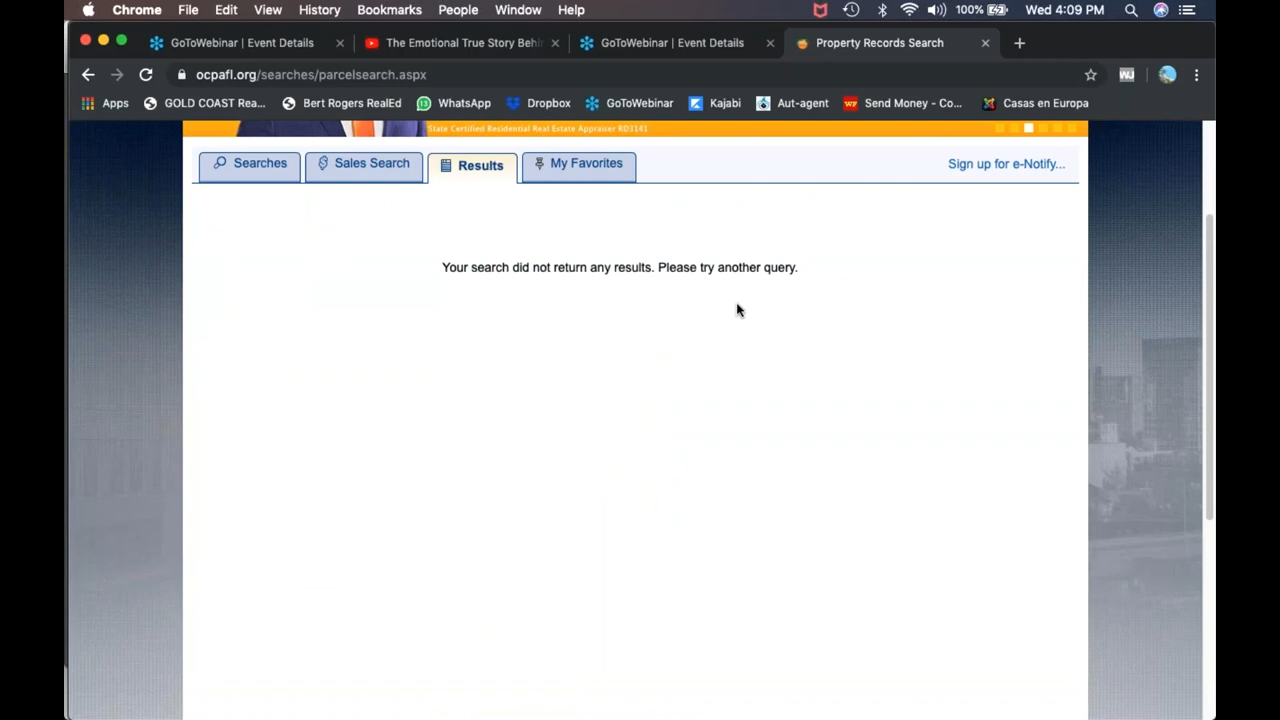 Chrome File Edit View History Bookmarks People Window Help 100% Wed 4:09 PM
GoToWebinar | Event Details The Emotional True Story Behi GoToWebinar | Event Details Property Records Search
ocpafl.org/searches/parcelsearch.aspx
Apps GOLD COAST Rea... Bert Rogers RealEd WhatsApp Dropbox GoToWebinar Kajabi Aut-agent Send Money - Co... Casas en Europa
State Certified Residential Real Estate Appraiser RD3141
Searches Sales Search Results My Favorites Sign up for e-Notify...
Your search did not return any results. Please try another query.